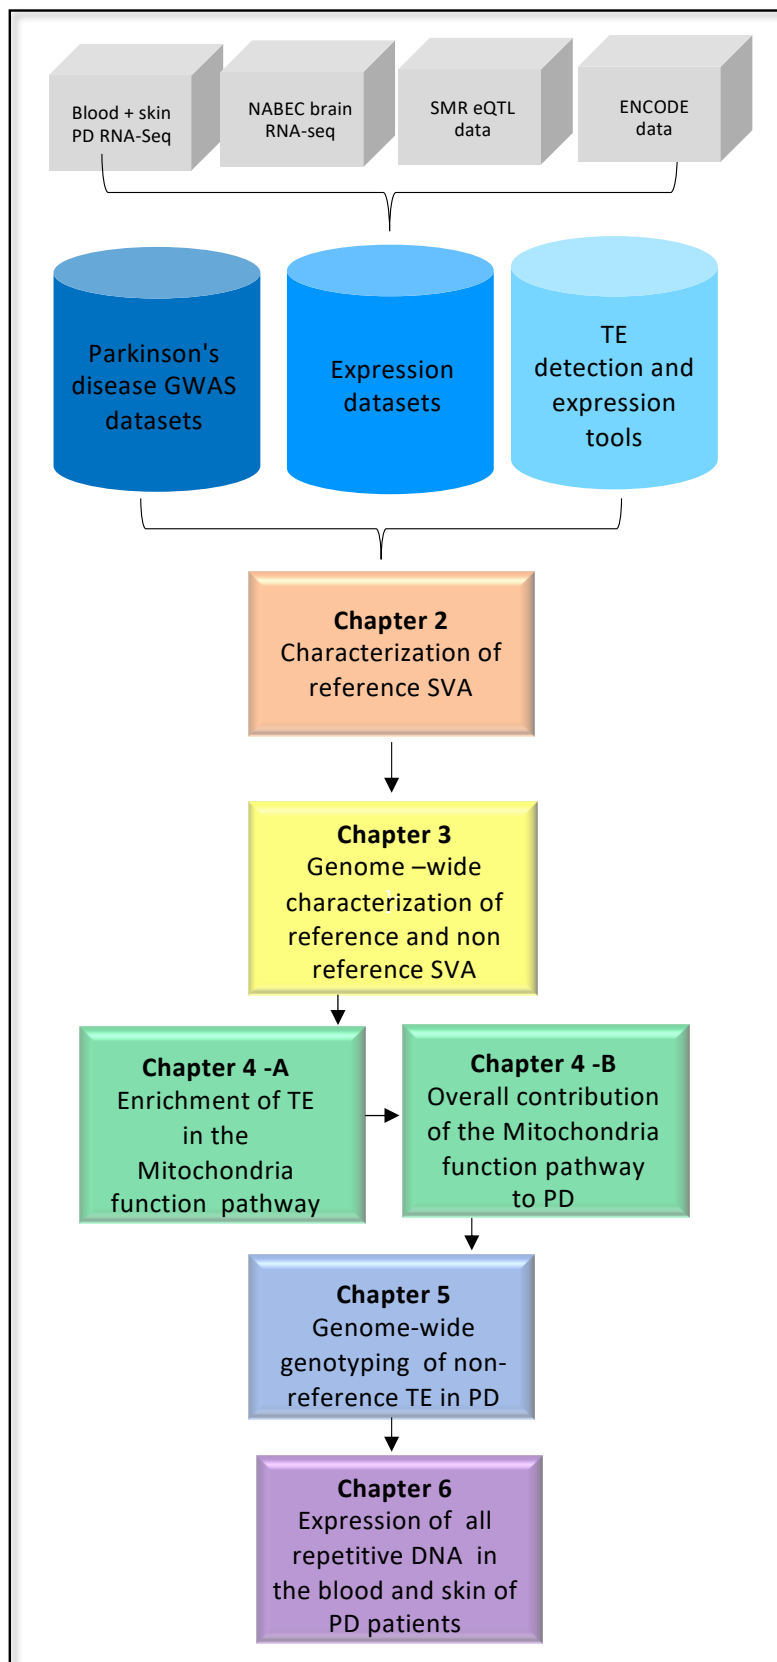 Blood + skin
PD RNA-Seq
NABEC brain
RNA-seq
SMR eQTL
data
ENCODE
data
Parkinson's
disease GWAS
datasets
Expression
datasets
TE
detection and
expression
tools
Chapter 2
Characterization of
reference SVA
Chapter 3
Genome –wide
characterization of
reference and non
reference SVA
Chapter 4 -A
Enrichment of TE
in the
Mitochondria
function pathway
Chapter 4 -B
Overall contribution
of the Mitochondria
function pathway
to PD
Chapter 5
Genome-wide
genotyping of non-
reference TE in PD
Chapter 6
Expression of all
repetitive DNA in
the blood and skin of
PD patients